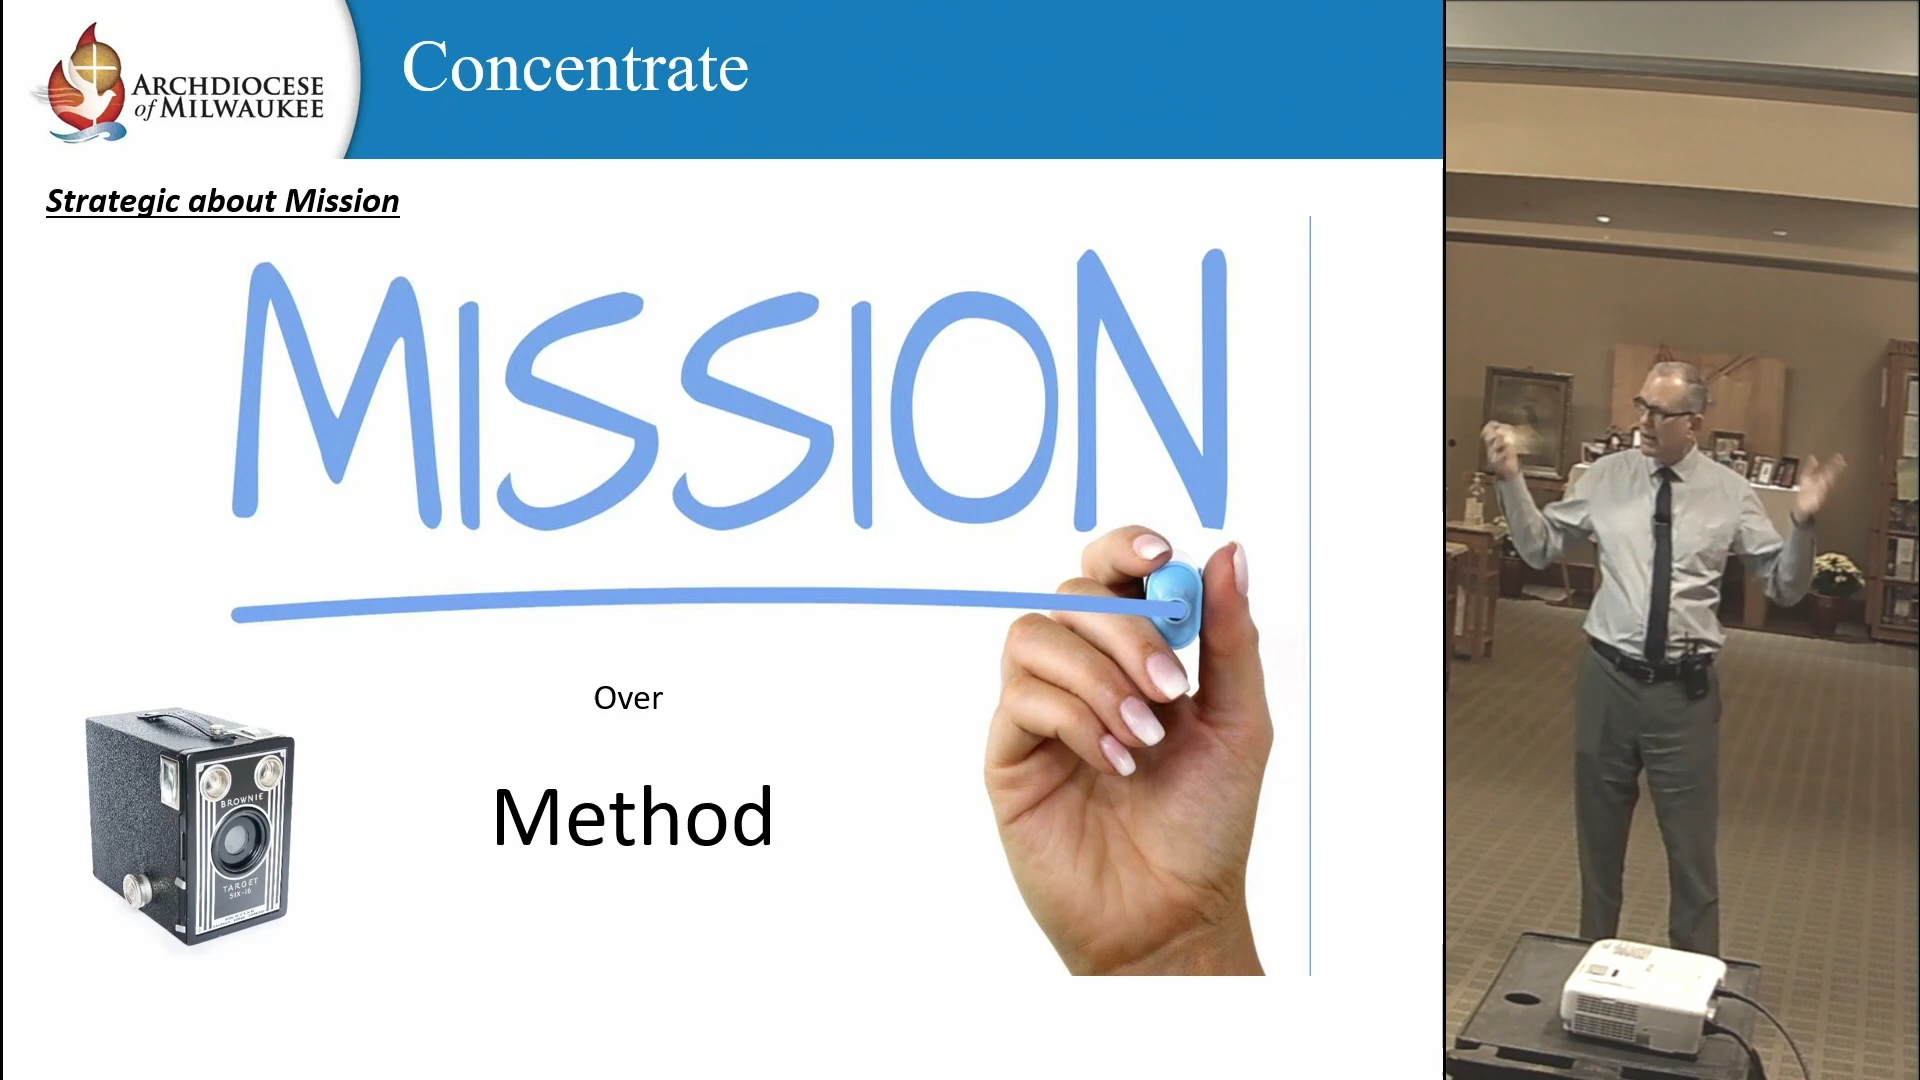 Concentrate
ARCHDIOCESE
of MILWAUKEE
Strategic about Mission
MISSION
Over
Method
BROWNIE
TARGET
SIX-16